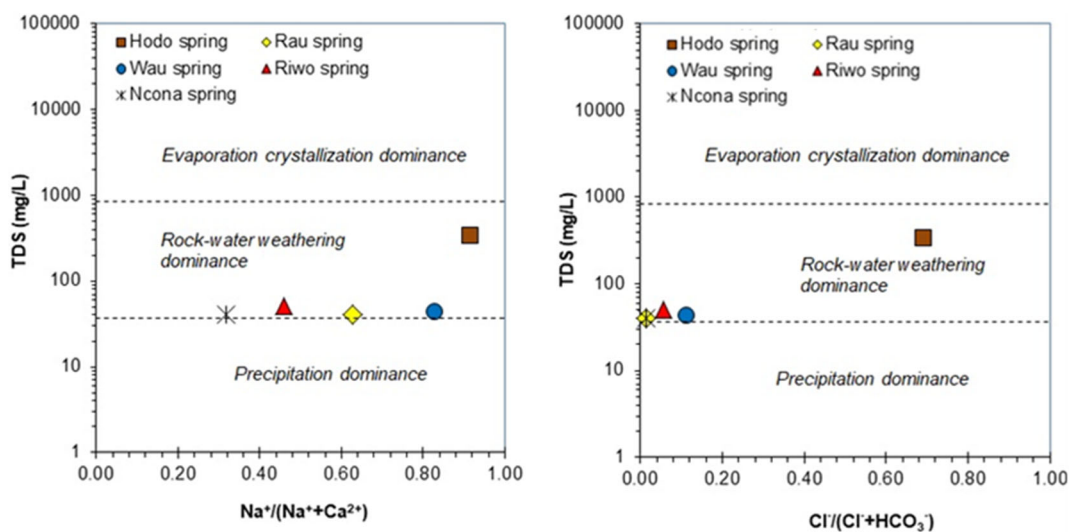 100000
Hodo spring
Rau spring
Wau spring
Riwo spring
Ncona spring
10000
Evaporation crystallization dominance
1000
Rock-water weathering
dominance
100
10
Precipitation dominance
1
0.00 0.20 0.40 0.60 0.80 1.00
TDS (mg/L)
Na⁺/(Na⁺+Ca²⁺)
100000
Hodo spring
Rau spring
Wau spring
Riwo spring
Ncona spring
10000
Evaporation crystallization dominance
1000
Rock-water weathering
dominance
100
10
Precipitation dominance
1
0.00 0.20 0.40 0.60 0.80 1.00
TDS (mg/L)
Cl⁻/(Cl⁻+HCO₃⁻)